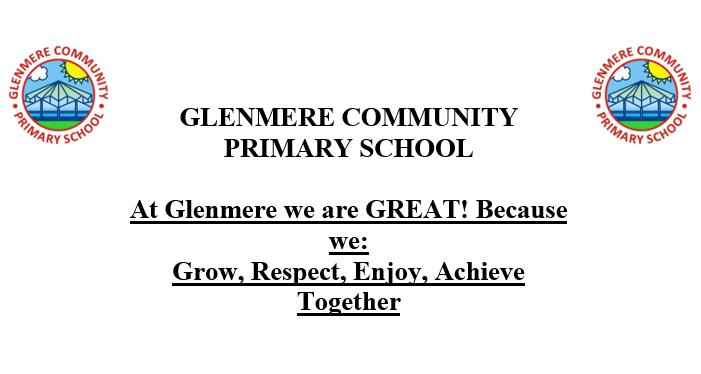 GLENMERE COMMUNITY
PRIMARY SCHOOL
GLENMERE COMMUNITY
PRIMARY SCHOOL
GLENMERE COMMUNITY
PRIMARY SCHOOL
At Glenmere we are GREAT! Because
we:
Grow, Respect, Enjoy, Achieve
Together